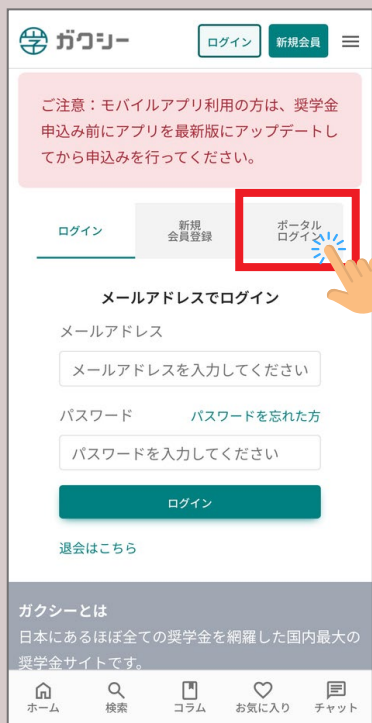 ガクシー
ログイン
新規会員
ご注意：モバイルアプリ利用の方は、奨学金
申込み前にアプリを最新版にアップデートし
てから申込みを行ってください。
ログイン
新規
会員登録
ポータル
ログイン
メールアドレスでログイン
メールアドレス
メールアドレスを入力してください
パスワード
パスワードを忘れた方
パスワードを入力してください
ログイン
退会はこちら
ガクシーとは
日本にあるほぼ全ての奨学金を網羅した国内最大の
奨学金サイトです。
ホーム
検索
コラム
お気に入り
チャット